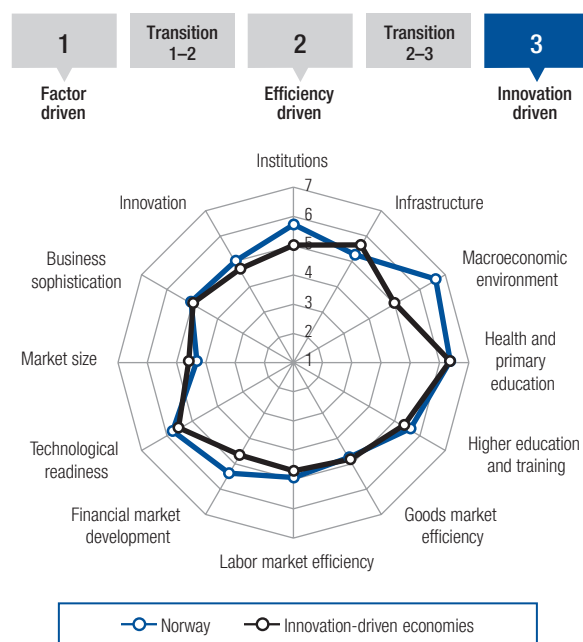 1
Transition
1–2
2
Transition
2–3
3
Factor
driven
Efficiency
driven
Innovation
driven
Institutions
Infrastructure
Macroeconomic
environment
Health and
primary
education
Higher education
and training
Goods market
efficiency
Labor market efficiency
Financial market
development
Technological
readiness
Market size
Business
sophistication
Innovation
7
6
5
4
3
2
1
Norway
Innovation-driven economies